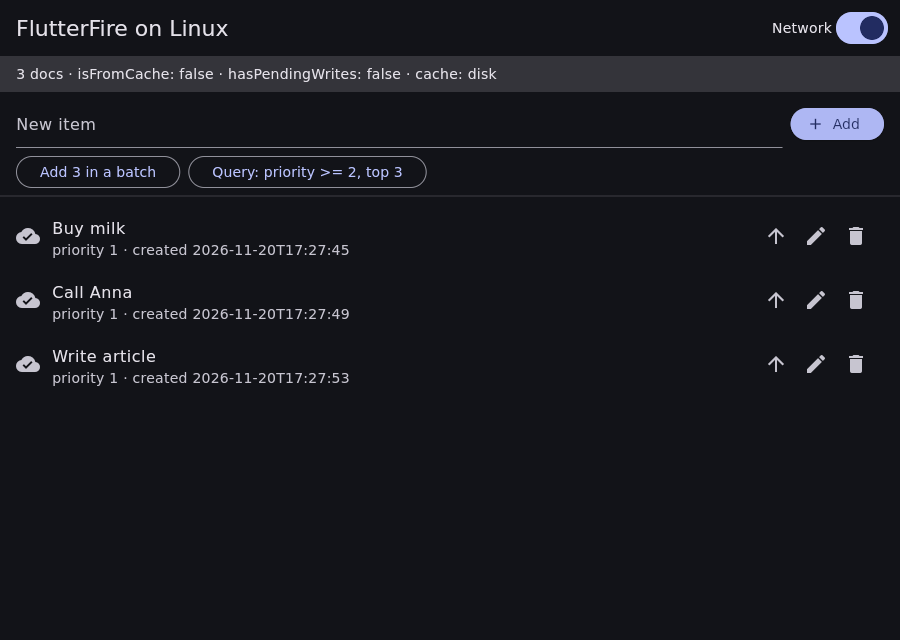 FlutterFire on Linux
Network
3 docs · isFromCache: false · hasPendingWrites: false · cache: disk
New item
Add
Add 3 in a batch
Query: priority >= 2, top 3
Buy milk
priority 1 · created 2026-11-20T17:27:45
Call Anna
priority 1 · created 2026-11-20T17:27:49
Write article
priority 1 · created 2026-11-20T17:27:53